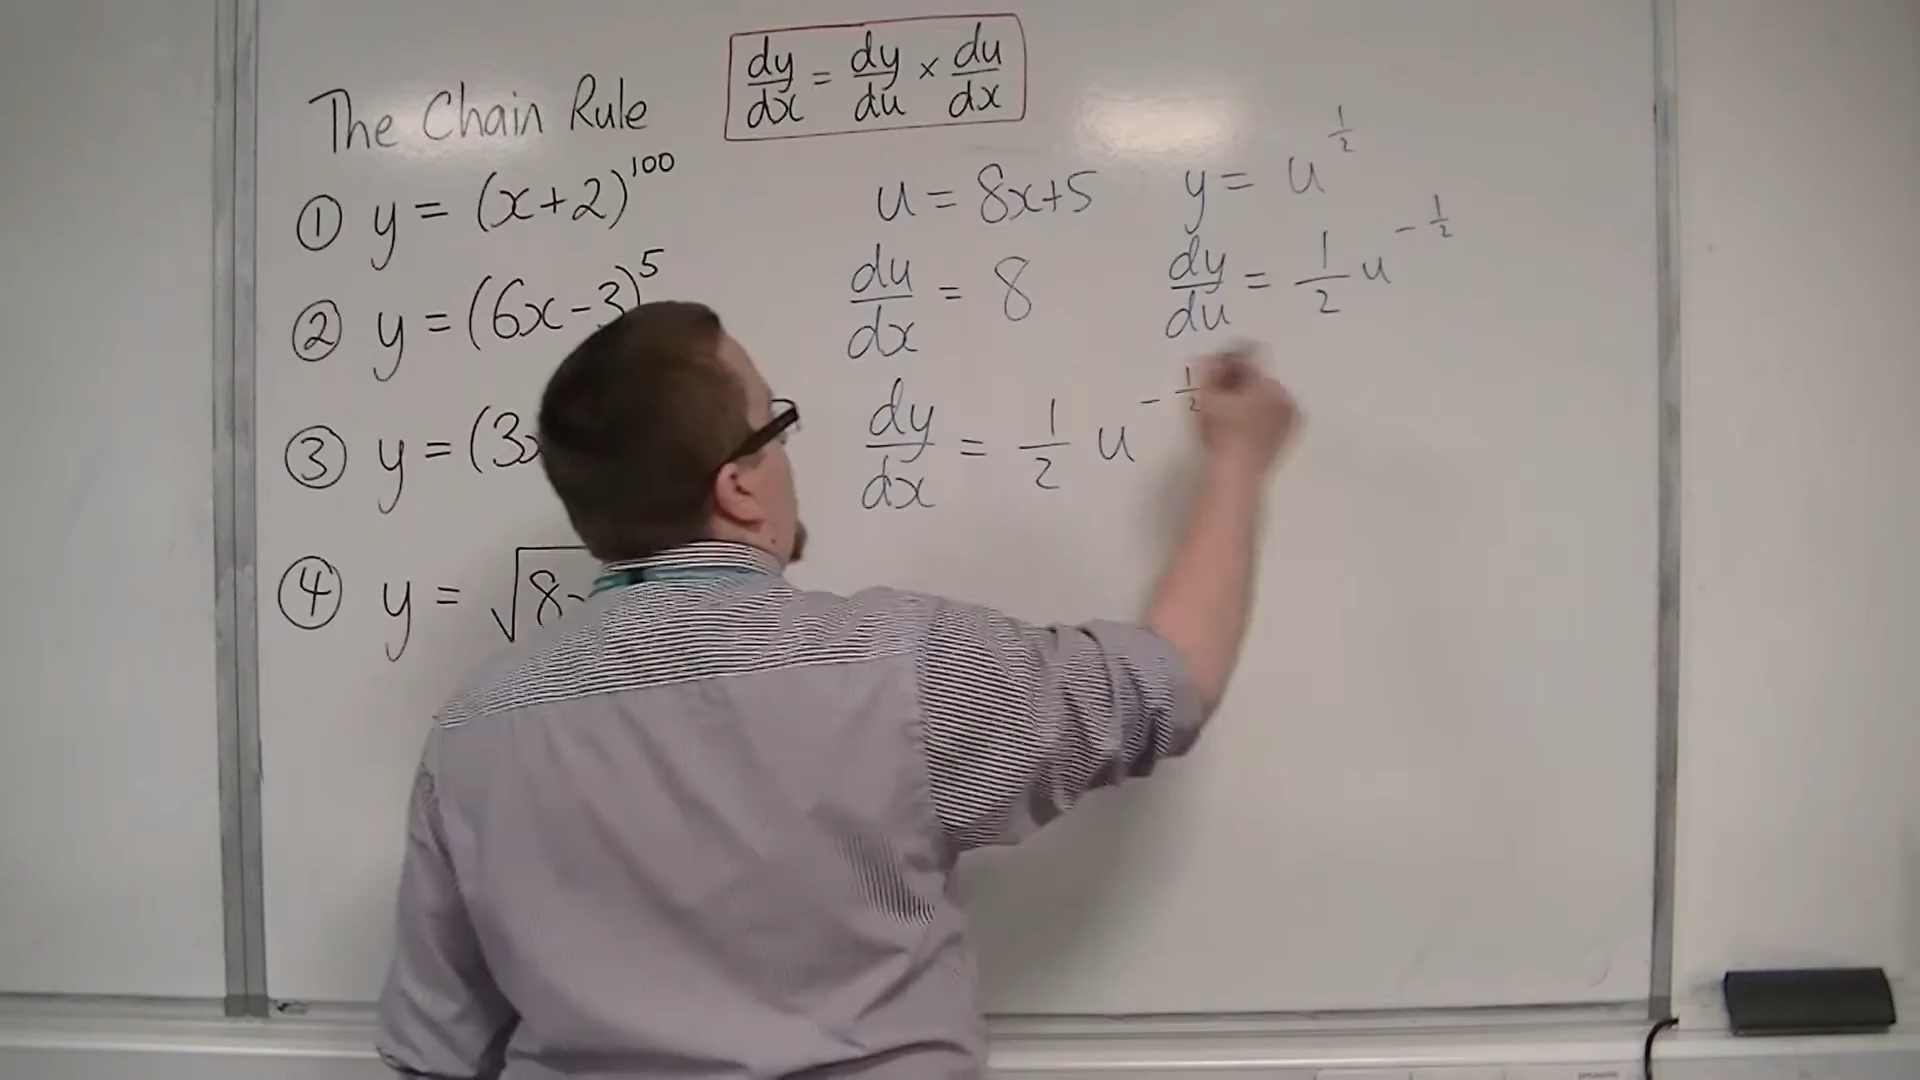 The Chain Rule
dy/dx = dy/du × du/dx
① y = (x+2)^100
② y = (6x-3)^5
③ y = (3x
④ y = √8
u = 8x+5
y = u^1/2
du/dx = 8
dy/du = 1/2 u^-1/2
dy/dx = 1/2 u^-1/2